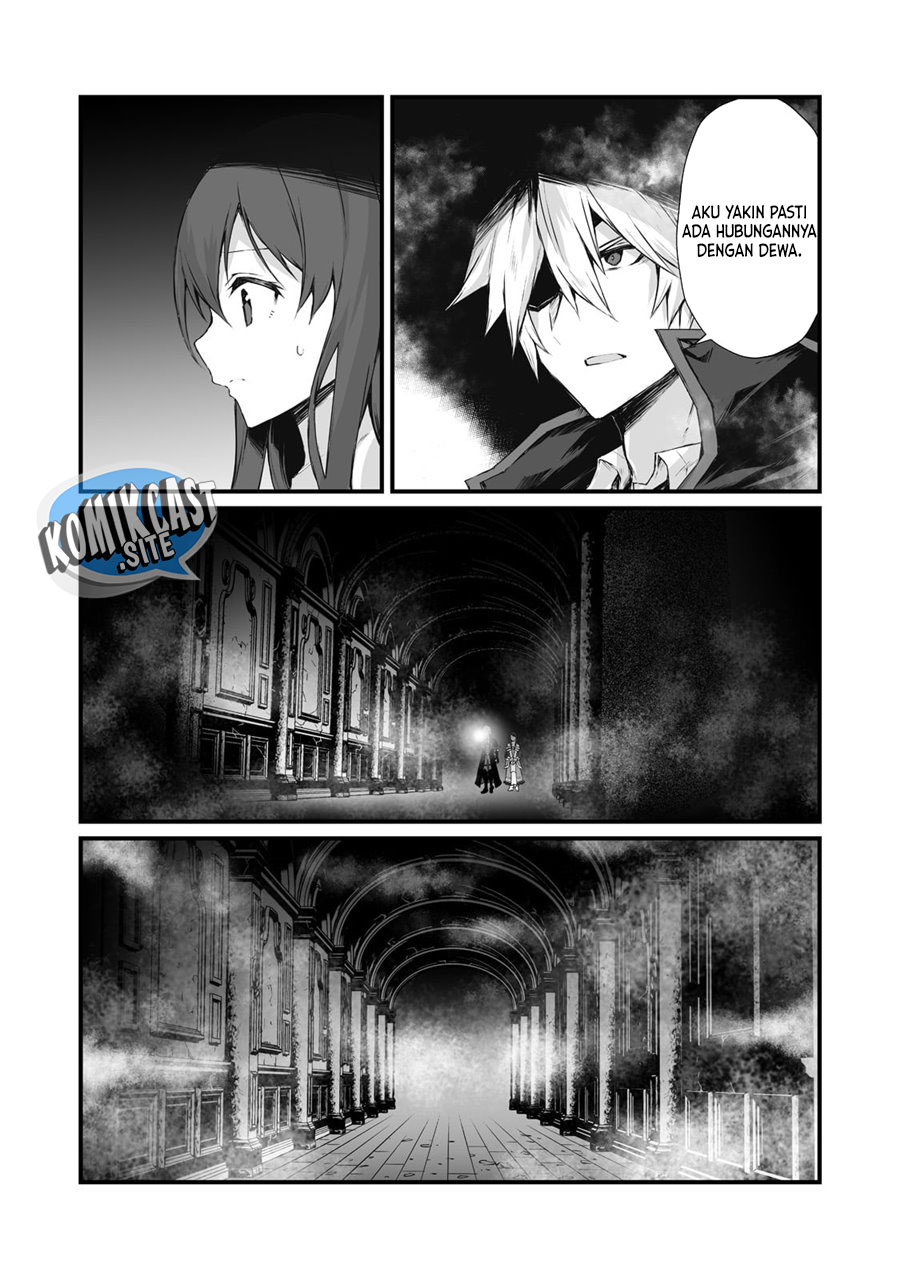 AKU YAKIN PASTI
ADA HUBUNGANNYA
DENGAN DEWA.
KOMIKCAST
.SITE